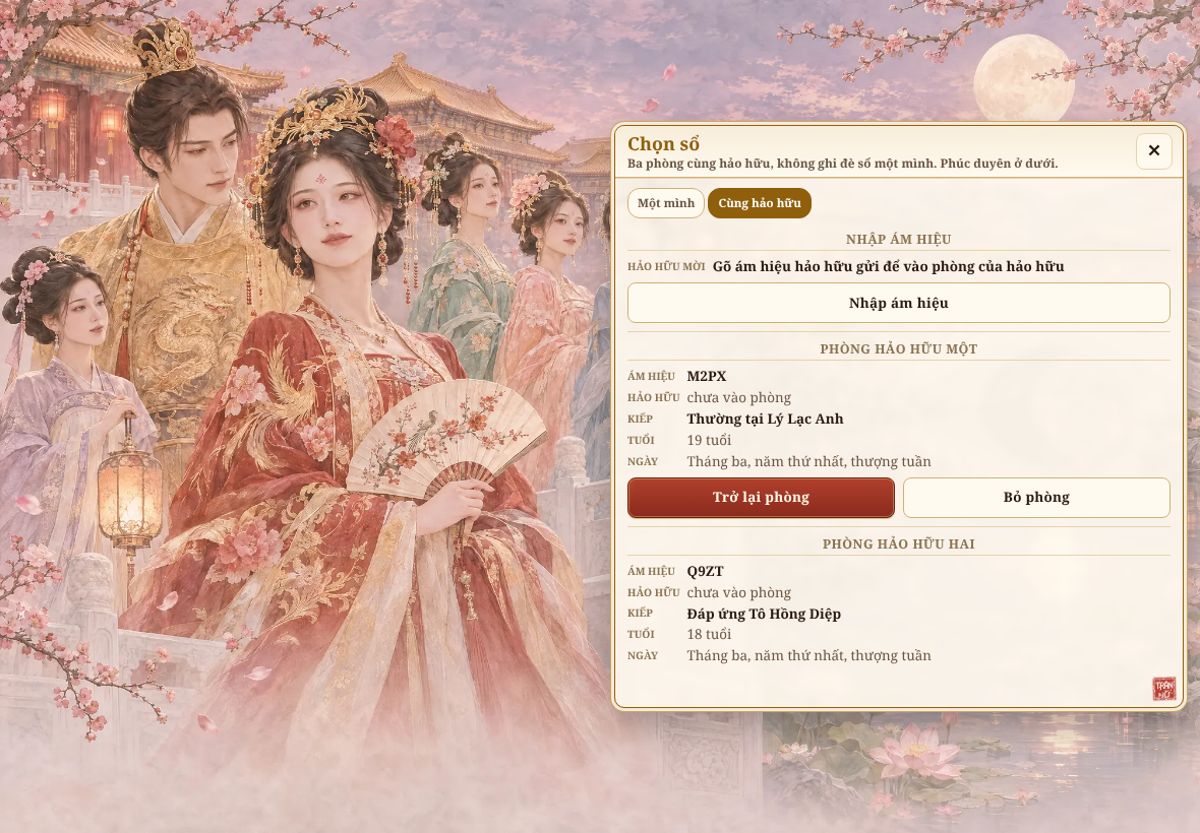 Chọn sổ
Ba phòng cùng hảo hữu, không ghi đè sổ một mình. Phúc duyên ở dưới.
✕
Một mình
Cùng hảo hữu
NHẬP ÁM HIỆU
HẢO HỮU MỜI Gõ ám hiệu hảo hữu gửi để vào phòng của hảo hữu
Nhập ám hiệu
PHÒNG HẢO HỮU MỘT
ÁM HIỆU M2PX
HẢO HỮU chưa vào phòng
KIẾP Thường tại Lý Lạc Anh
TUỔI 19 tuổi
NGÀY Tháng ba, năm thứ nhất, thượng tuần
Trở lại phòng
Bỏ phòng
PHÒNG HẢO HỮU HAI
ÁM HIỆU Q9ZT
HẢO HỮU chưa vào phòng
KIẾP Đáp ứng Tô Hồng Diệp
TUỔI 18 tuổi
NGÀY Tháng ba, năm thứ nhất, thượng tuần